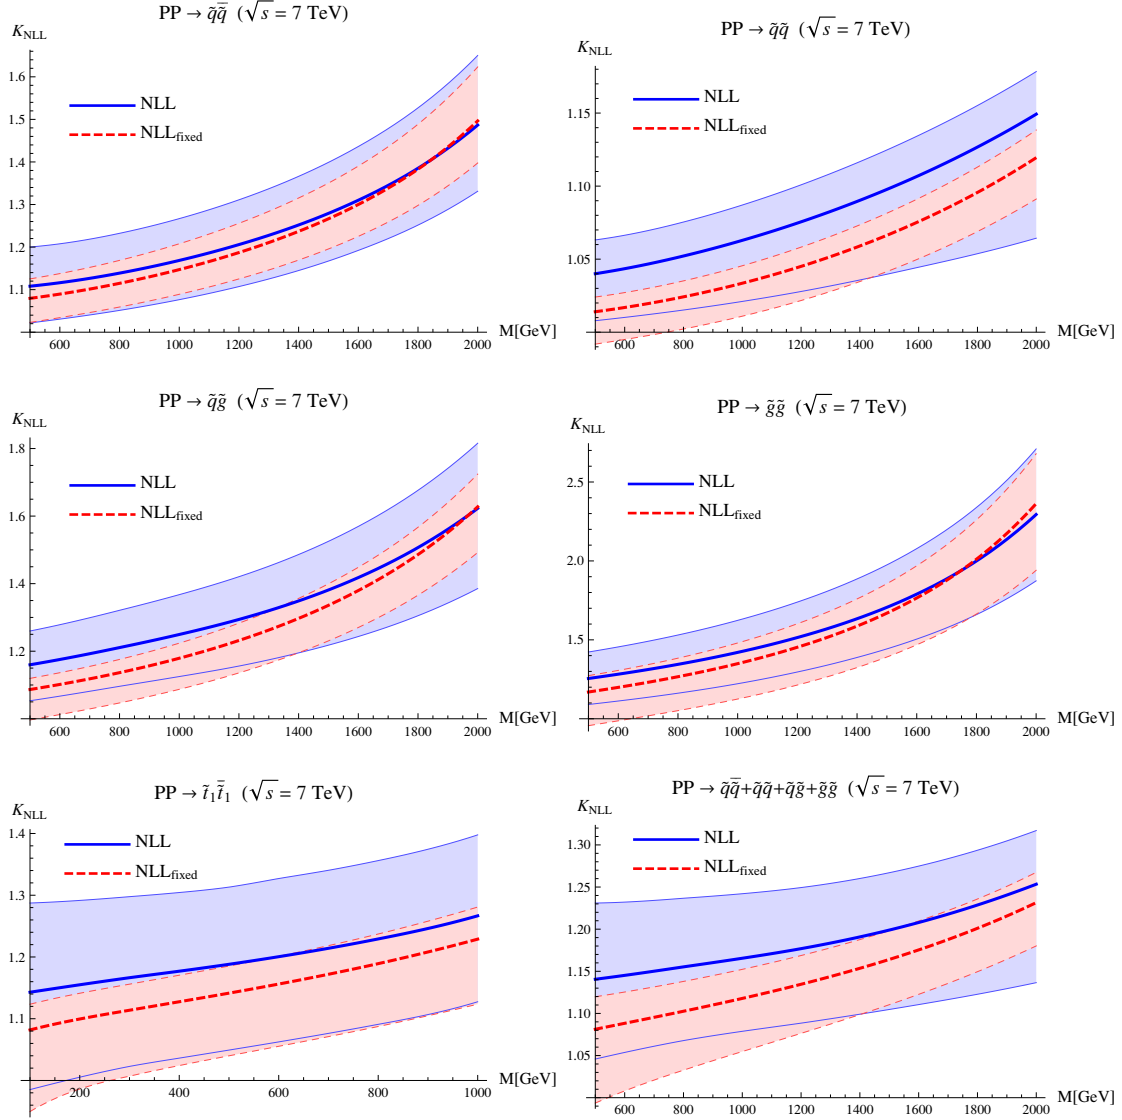 PP → q̃q̃̄ (√s = 7 TeV)
K_NLL
1.6
1.5
1.4
1.3
1.2
1.1
NLL
NLL_fixed
600 800 1000 1200 1400 1600 1800 2000
M[GeV]
PP → q̃q̃ (√s = 7 TeV)
K_NLL
1.15
1.10
1.05
NLL
NLL_fixed
600 800 1000 1200 1400 1600 1800 2000
M[GeV]
PP → q̃g̃ (√s = 7 TeV)
K_NLL
1.8
1.6
1.4
1.2
NLL
NLL_fixed
600 800 1000 1200 1400 1600 1800 2000
M[GeV]
PP → g̃g̃ (√s = 7 TeV)
K_NLL
2.5
2.0
1.5
NLL
NLL_fixed
600 800 1000 1200 1400 1600 1800 2000
M[GeV]
PP → t̃₁t̃̄₁ (√s = 7 TeV)
K_NLL
1.4
1.3
1.2
1.1
NLL
NLL_fixed
200 400 600 800 1000
M[GeV]
PP → q̃q̃̄+q̃q̃+q̃g̃+g̃g̃ (√s = 7 TeV)
K_NLL
1.30
1.25
1.20
1.15
1.10
1.05
NLL
NLL_fixed
600 800 1000 1200 1400 1600 1800 2000
M[GeV]